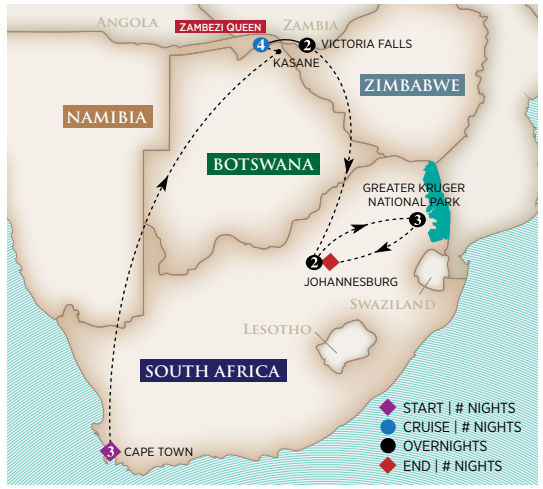 ANGOLA
ZAMBIA
ZAMBEZI QUEEN
4
2
VICTORIA FALLS
KASANE
ZIMBABWE
NAMIBIA
BOTSWANA
GREATER KRUGER
NATIONAL PARK
3
2
JOHANNESBURG
SWAZILAND
LESOTHO
SOUTH AFRICA
3
CAPE TOWN
START | # NIGHTS
CRUISE | # NIGHTS
OVERNIGHTS
END | # NIGHTS